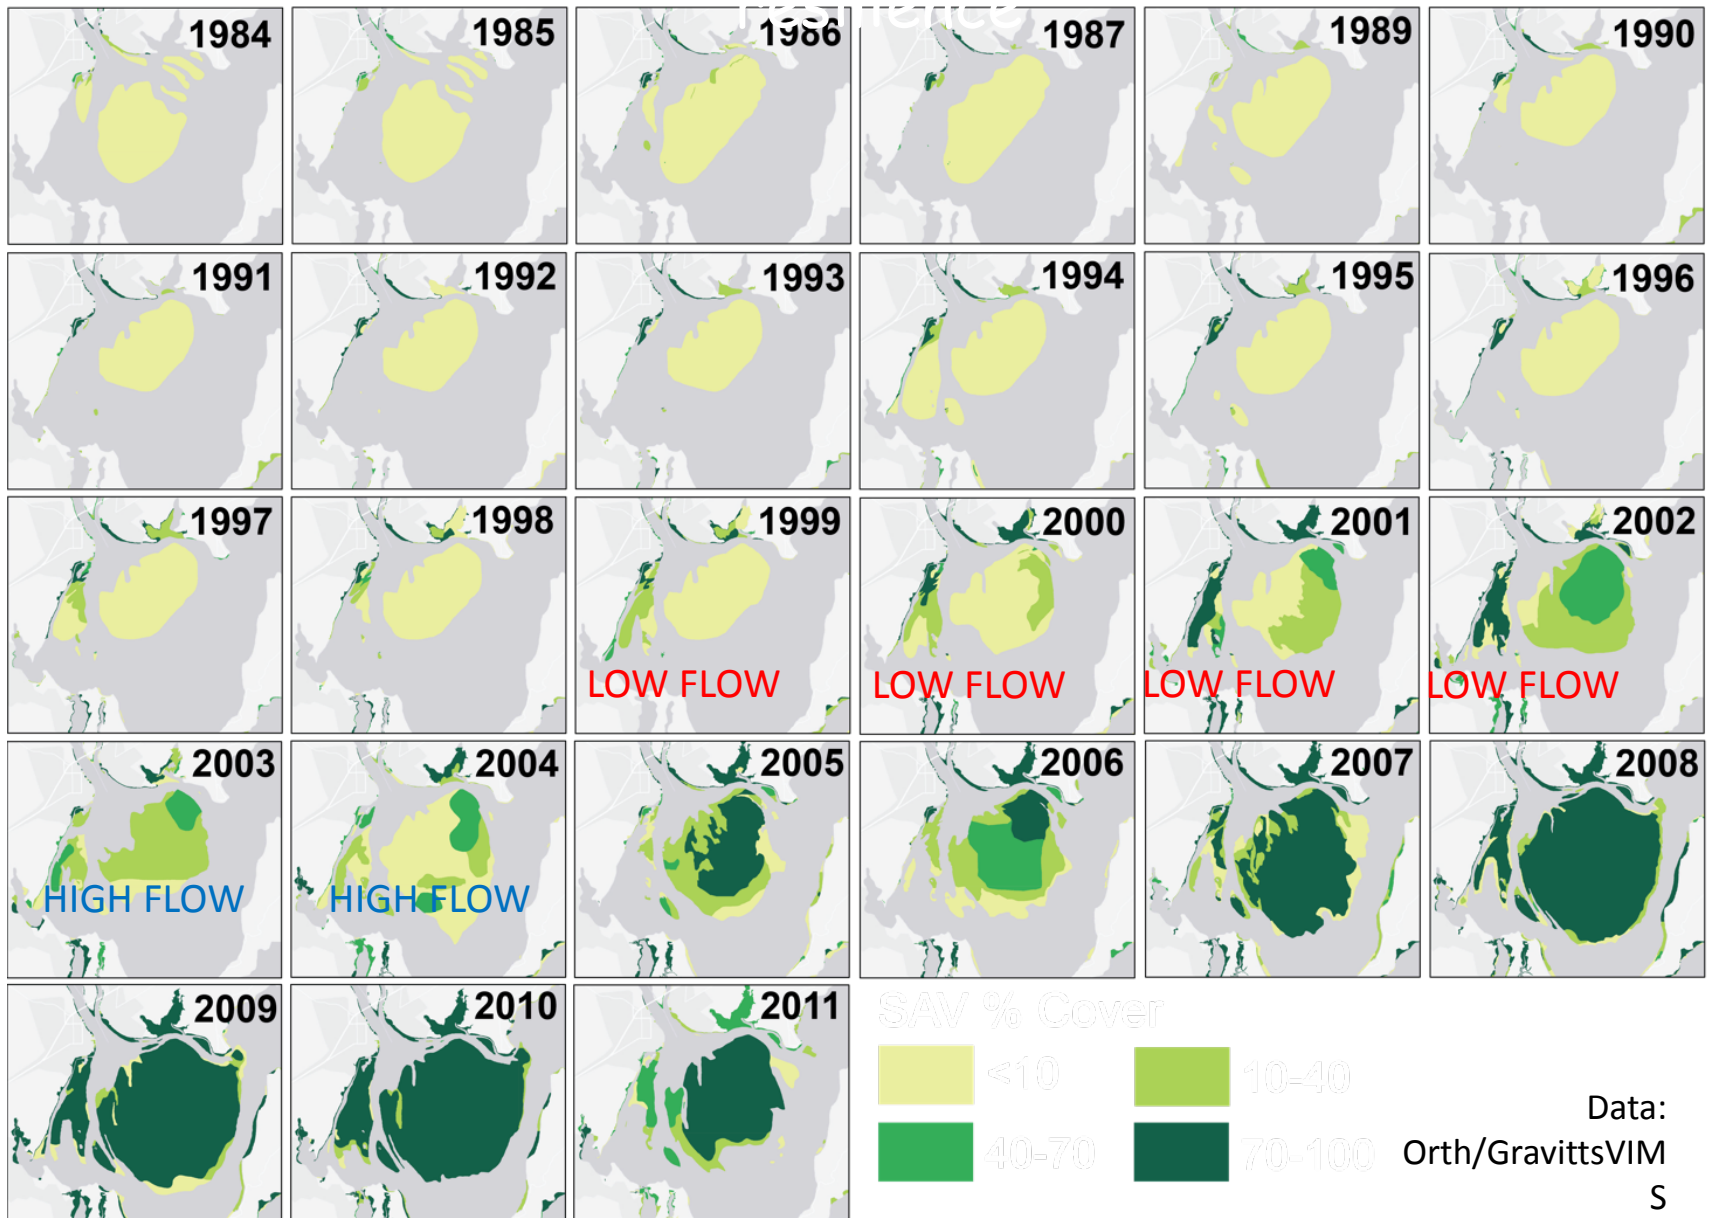 resilience
1984 1985 1986 1987 1989 1990
1991 1992 1993 1994 1995 1996
1997 1998 1999 2000 2001 2002
LOW FLOW LOW FLOW LOW FLOW LOW FLOW
2003 2004 2005 2006 2007 2008
HIGH FLOW HIGH FLOW
2009 2010 2011
SAV % Cover
<10 10-40
40-70 70-100
Data:
Orth/GravittsVIM
S